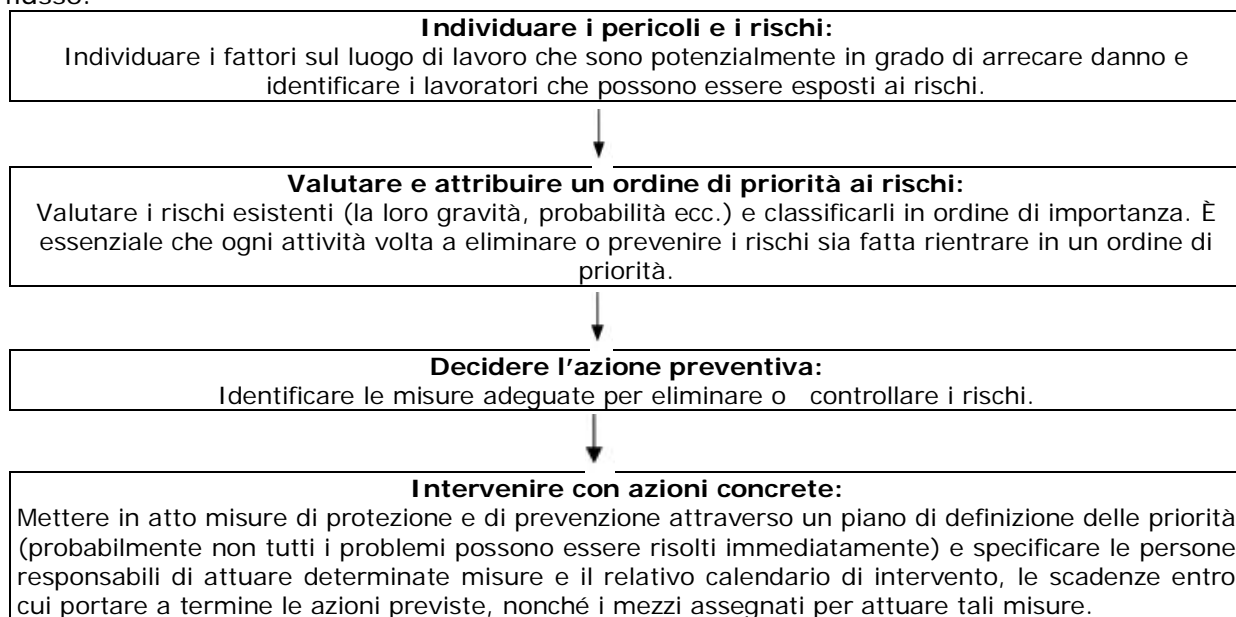 flusso.
Individuare i pericoli e i rischi:
Individuare i fattori sul luogo di lavoro che sono potenzialmente in grado di arrecare danno e
identificare i lavoratori che possono essere esposti ai rischi.
Valutare e attribuire un ordine di priorità ai rischi:
Valutare i rischi esistenti (la loro gravità, probabilità ecc.) e classificarli in ordine di importanza. È
essenziale che ogni attività volta a eliminare o prevenire i rischi sia fatta rientrare in un ordine di
priorità.
Decidere l'azione preventiva:
Identificare le misure adeguate per eliminare o controllare i rischi.
Intervenire con azioni concrete:
Mettere in atto misure di protezione e di prevenzione attraverso un piano di definizione delle priorità
(probabilmente non tutti i problemi possono essere risolti immediatamente) e specificare le persone
responsabili di attuare determinate misure e il relativo calendario di intervento, le scadenze entro
cui portare a termine le azioni previste, nonché i mezzi assegnati per attuare tali misure.